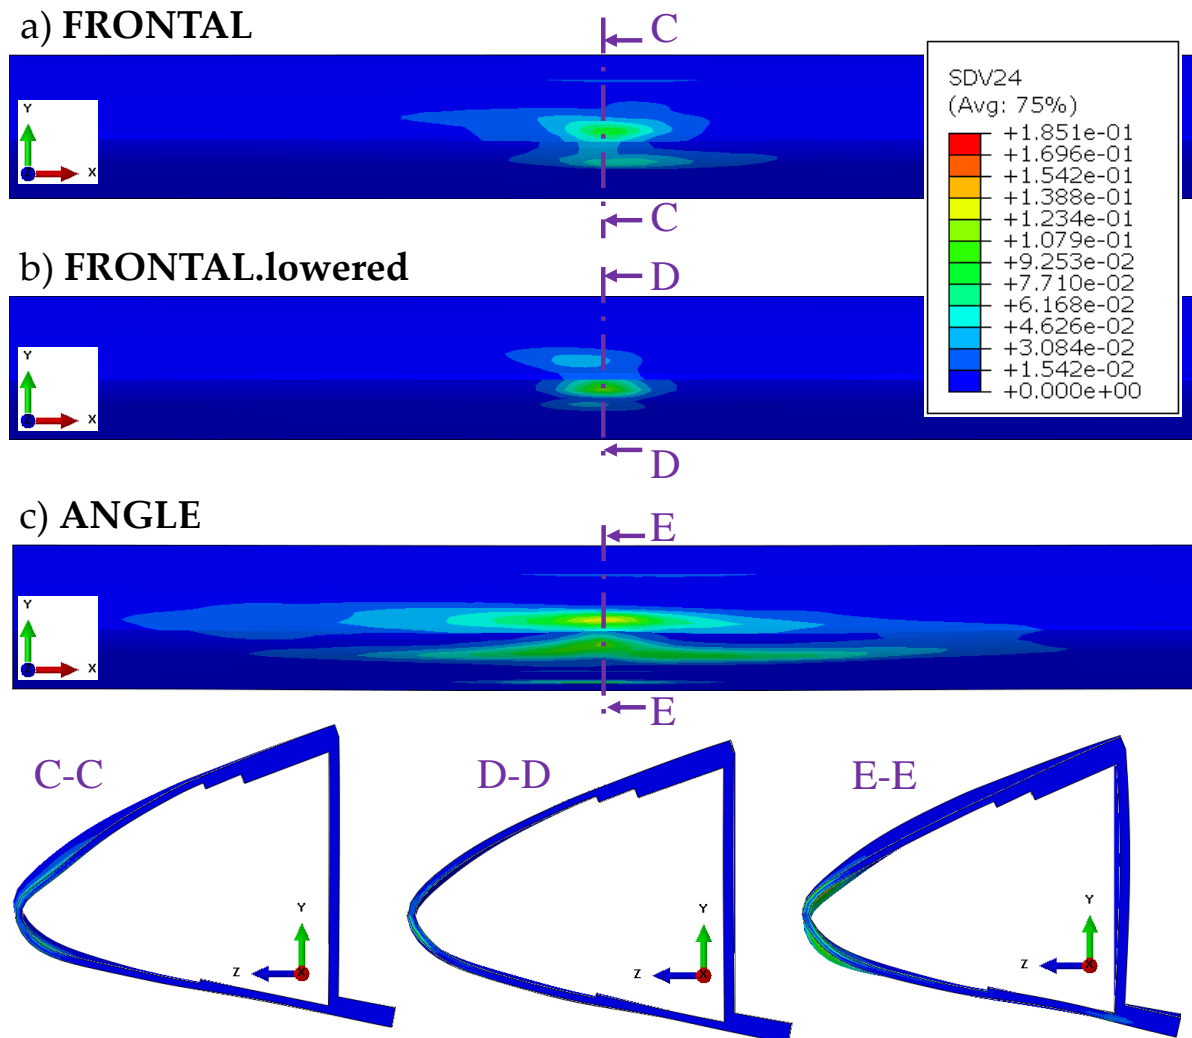 a) FRONTAL
C
SDV24
(Avg: 75%)
+1.851e-01
+1.696e-01
+1.542e-01
+1.388e-01
+1.234e-01
+1.079e-01
+9.253e-02
+7.710e-02
+6.168e-02
+4.626e-02
+3.084e-02
+1.542e-02
+0.000e+00
Y
Z X
C
b) FRONTAL.lowered
D
Y
Z X
D
c) ANGLE
E
Y
Z X
E
C-C
D-D
E-E
Y
Z X
Y
Z X
Y
Z X